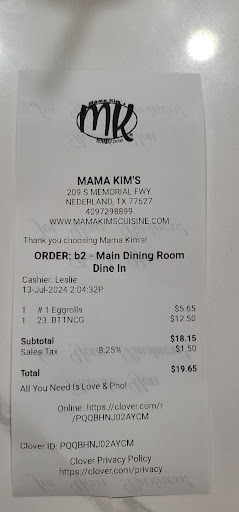 Mama Kim's
MK
MAMA KIM'S
209 S MEMORIAL FWY
NEDERLAND, TX 77627
4097298899
WWW.MAMAKIMSCUISINE.COM
Thank you choosing Mama Kim's!
ORDER: b2 - Main Dining Room
Dine In
Cashier: Leslie
13-Jul-2024 2:04:32P
1 # 1 Eggrolls $5.65
1 23. BTTNCG $12.50
Subtotal $18.15
Sales Tax 8.25% $1.50
Total $19.65
All You Need Is Love & Pho!
Online: https://clover.com/r
/PQQBHNJ02AYCM
Clover ID: PQQBHNJ02AYCM
Clover Privacy Policy
https://clover.com/privacy